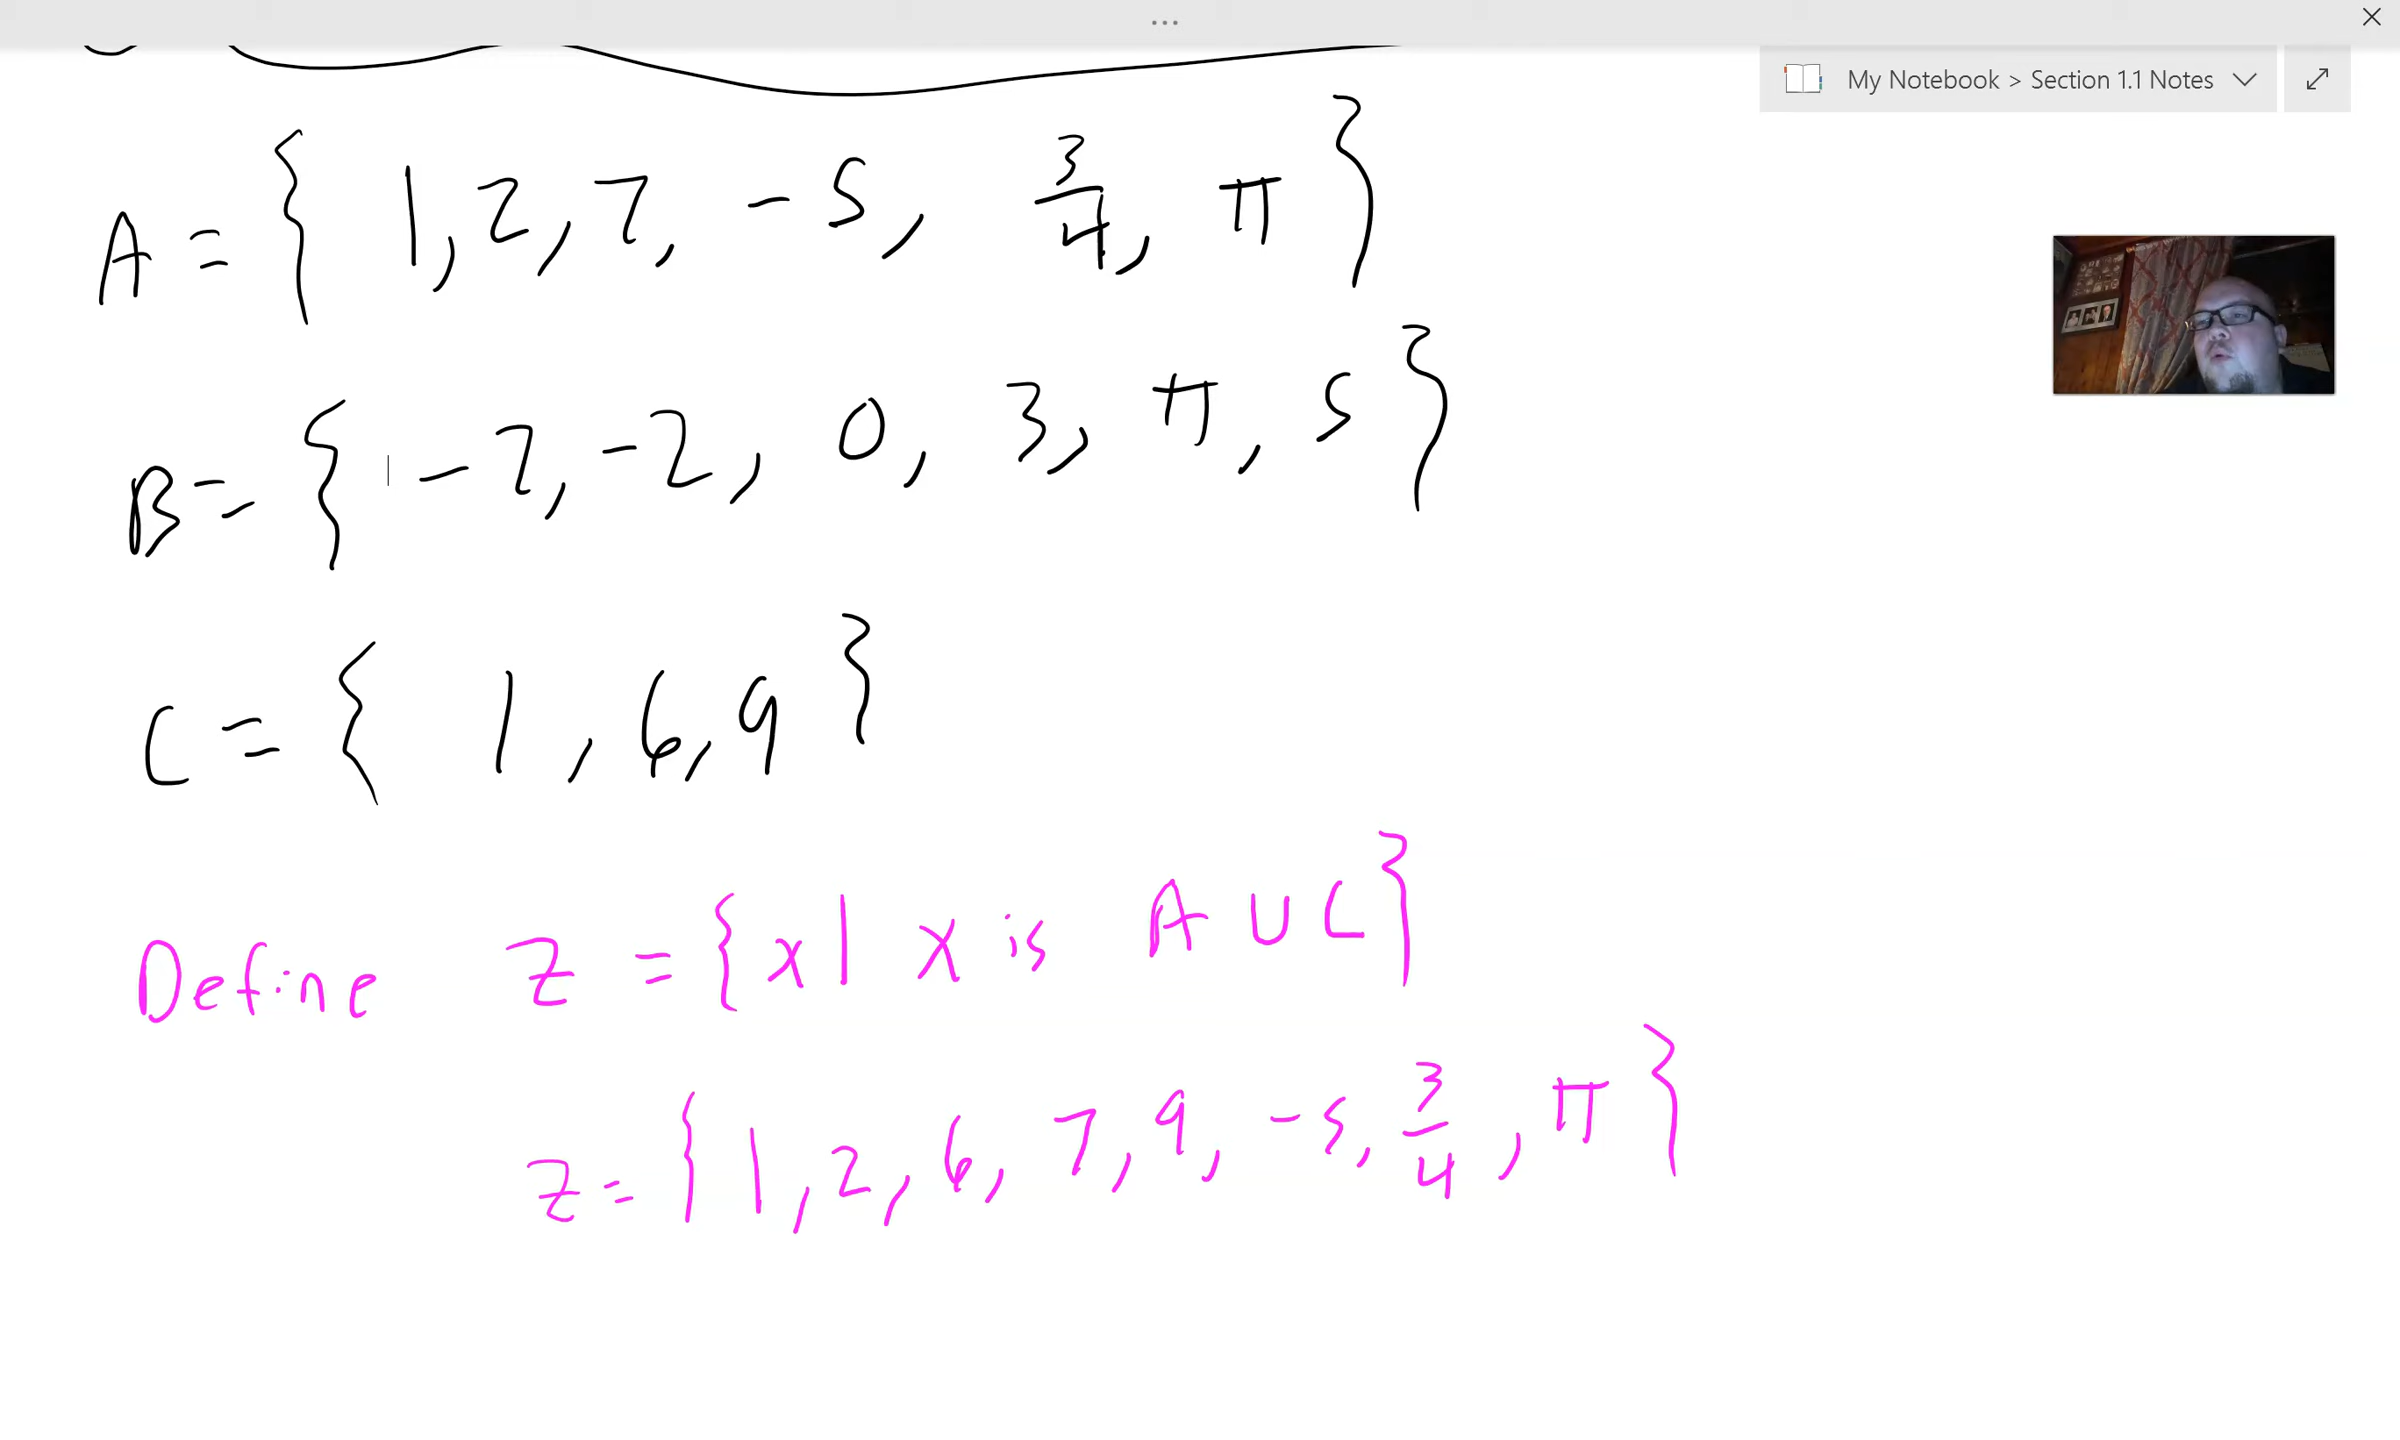 ...
My Notebook > Section 1.1 Notes
A = { 1, 2, 7, -5, 3/4, π }
B = { -7, -2, 0, 3, π, 5 }
C = { 1, 6, 9 }
Define Z = {x | x is A ∪ C}
Z = { 1, 2, 6, 7, 9, -5, 3/4, π }